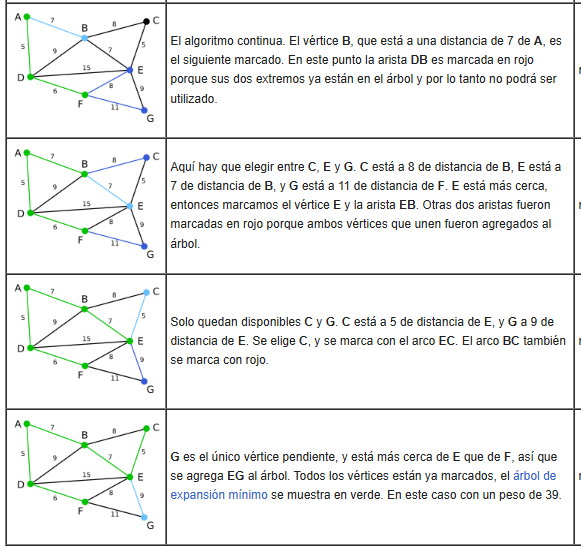 A
7
B
8
C
5
9
7
5
D
15
E
6
8
9
F
11
G
El algoritmo continua. El vértice B, que está a una distancia de 7 de A, es
el siguiente marcado. En este punto la arista DB es marcada en rojo
porque sus dos extremos ya están en el árbol y por lo tanto no podrá ser
utilizado.
A
7
B
8
C
5
9
7
5
D
15
E
6
8
9
F
11
G
Aquí hay que elegir entre C, E y G. C está a 8 de distancia de B, E está a
7 de distancia de B, y G está a 11 de distancia de F. E está más cerca,
entonces marcamos el vértice E y la arista EB. Otras dos aristas fueron
marcadas en rojo porque ambos vértices que unen fueron agregados al
árbol.
A
7
B
8
C
5
9
7
5
D
15
E
6
8
9
F
11
G
Solo quedan disponibles C y G. C está a 5 de distancia de E, y G a 9 de
distancia de E. Se elige C, y se marca con el arco EC. El arco BC también
se marca con rojo.
A
7
B
8
C
5
9
7
5
D
15
E
6
8
9
F
11
G
G es el único vértice pendiente, y está más cerca de E que de F, así que
se agrega EG al árbol. Todos los vértices están ya marcados, el árbol de
expansión mínimo se muestra en verde. En este caso con un peso de 39.